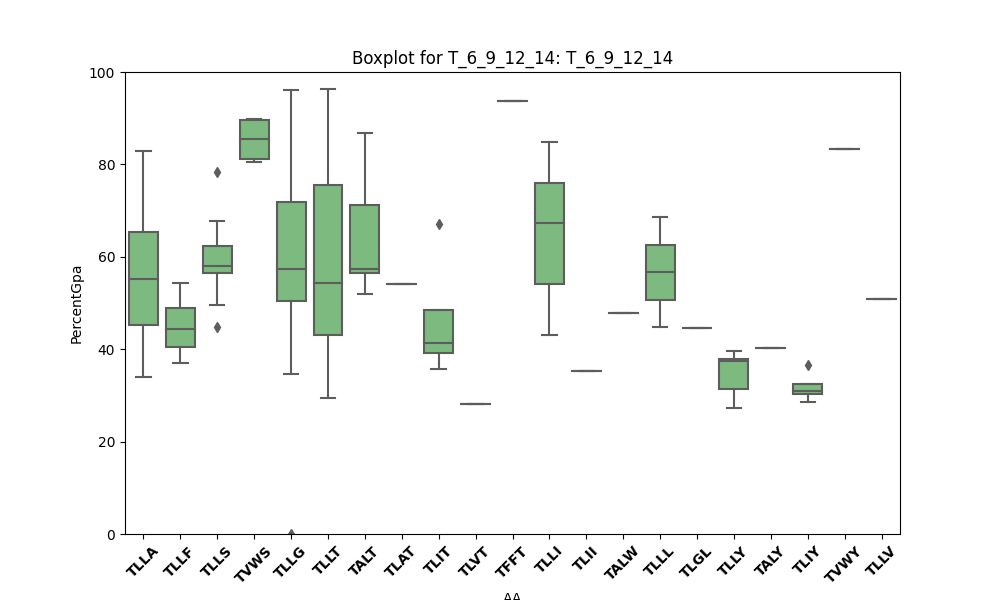 Boxplot for T_6_9_12_14: T_6_9_12_14
100
80
60
40
20
0
PercentGpa
TLLA TLLF TLLS TVWS TLLG TLLT TALT TLAT TLIT TLVT TFFT TLLI TLII TALW TLLL TLGL TLLY TALY TLIY TVWY TLLV
AA